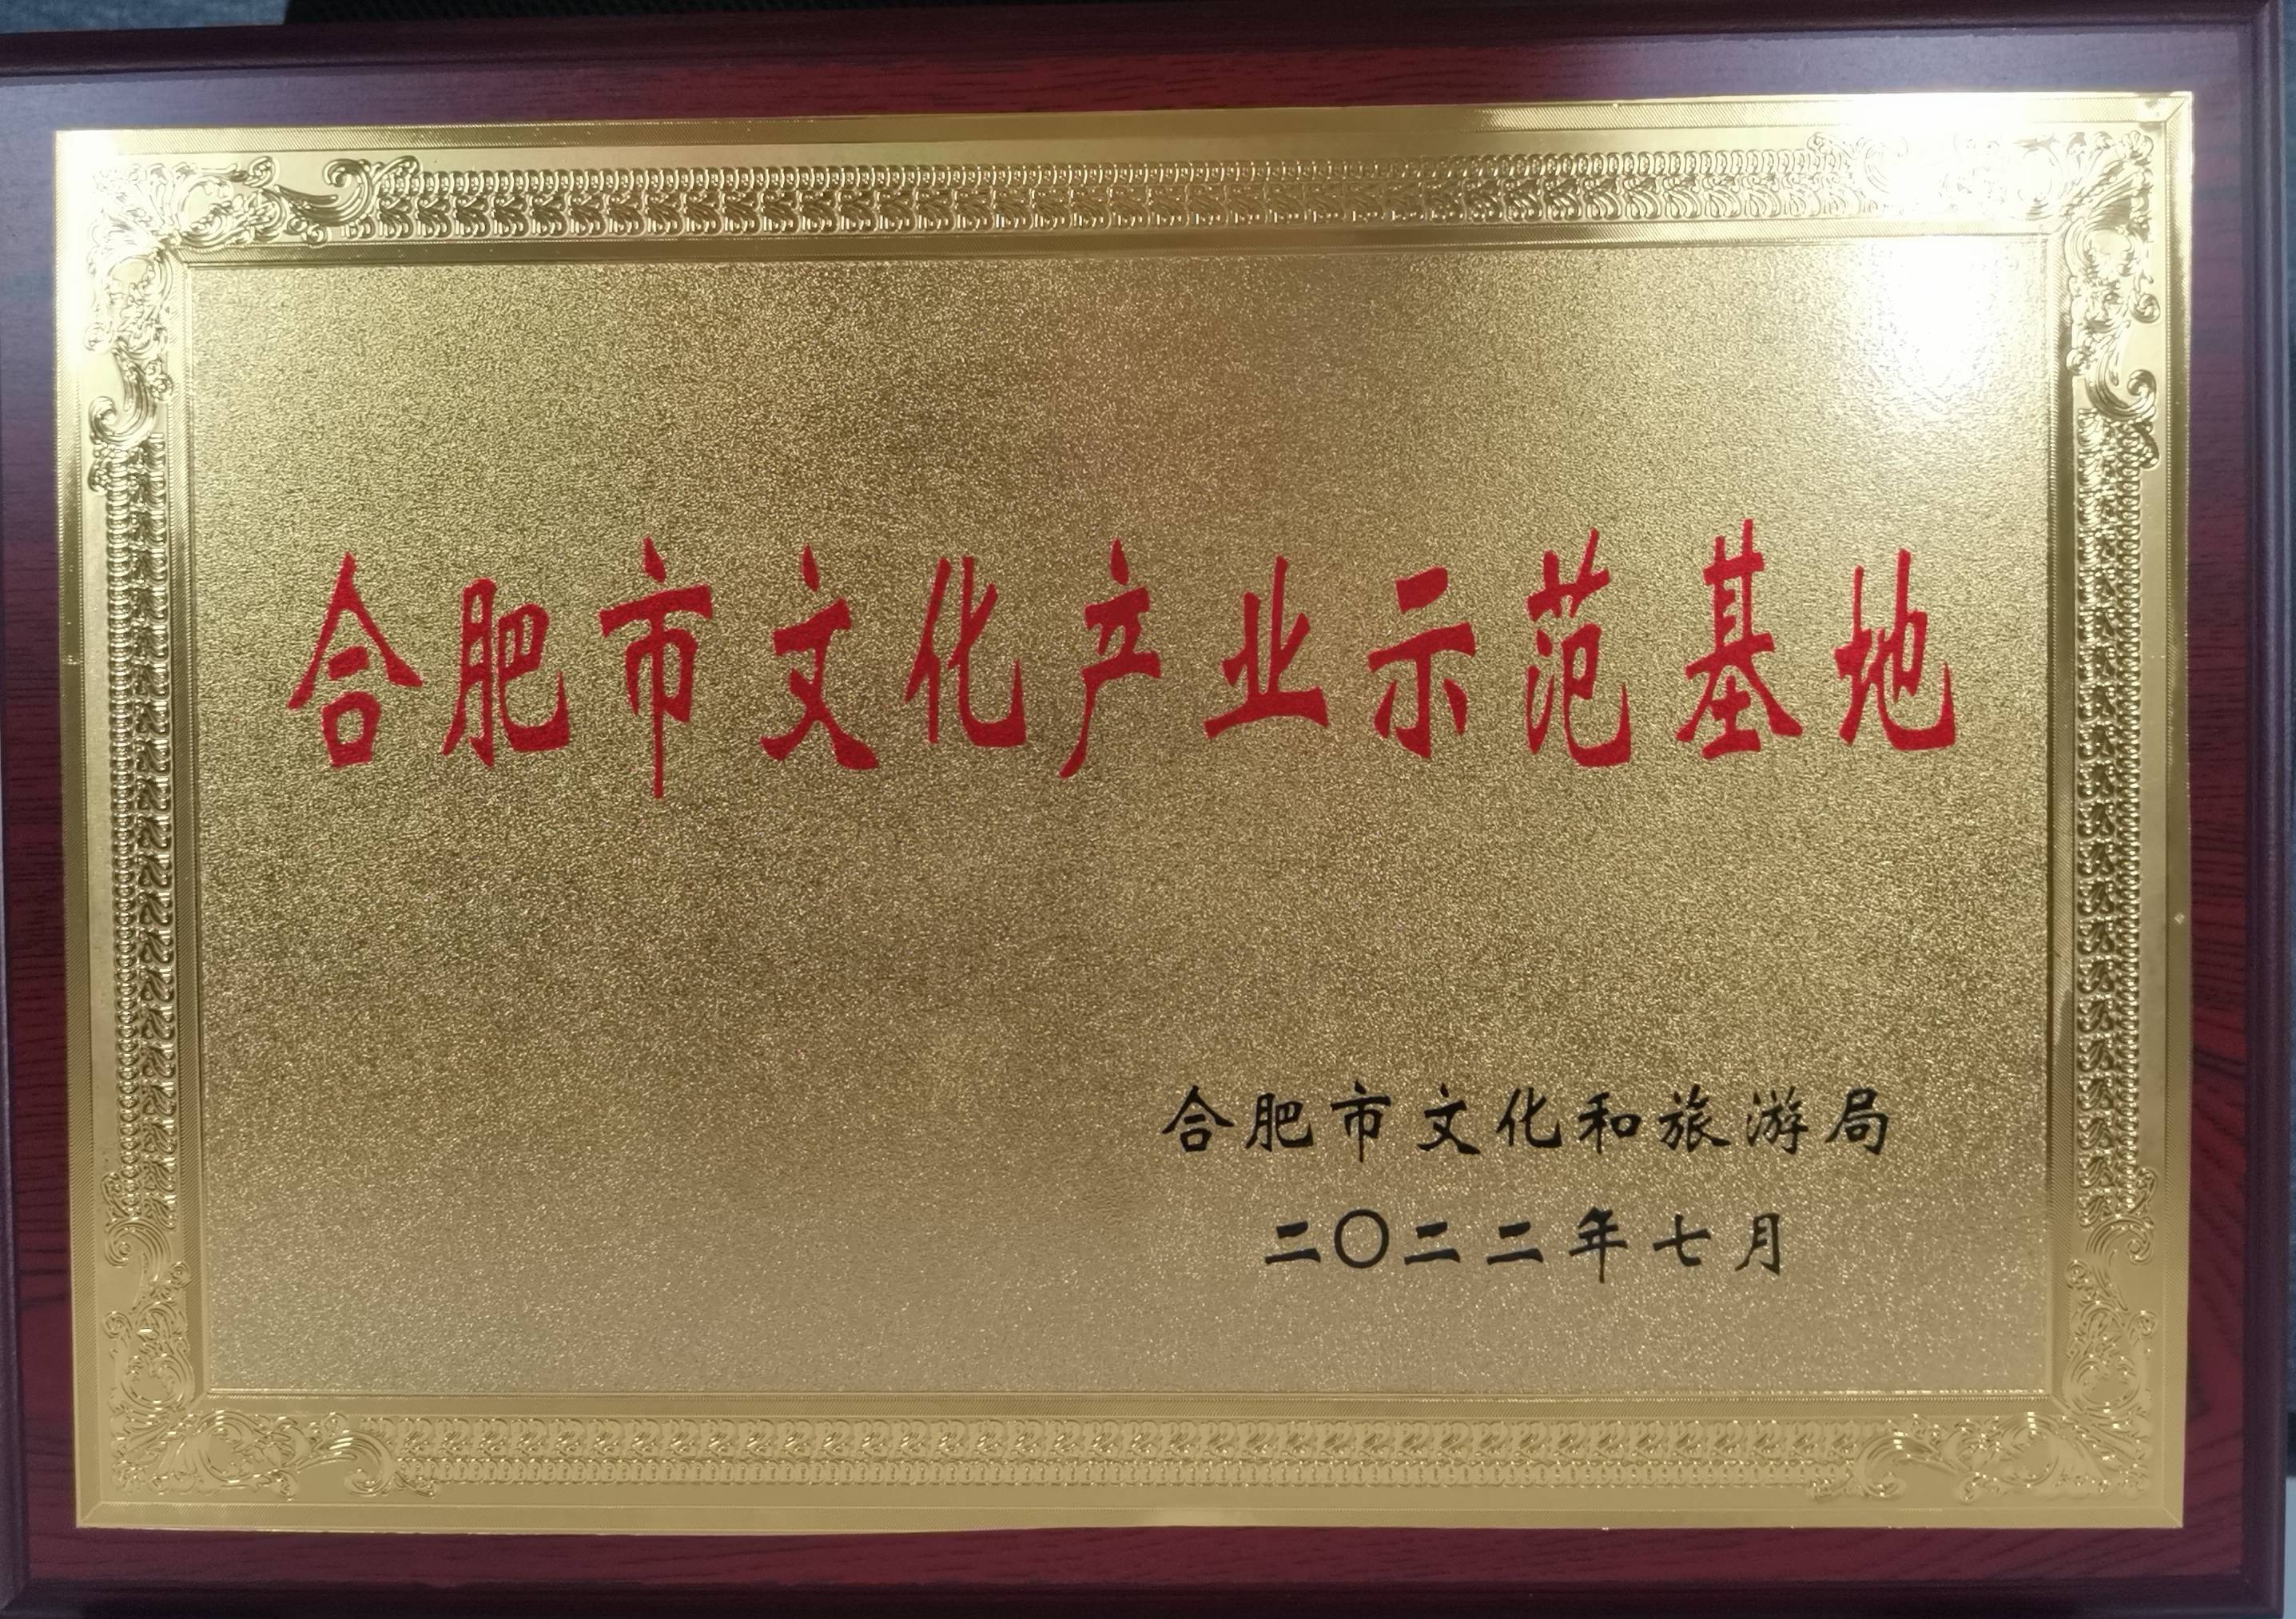 合肥市文化产业示范基地
合肥市文化和旅游局
二〇二二年七月